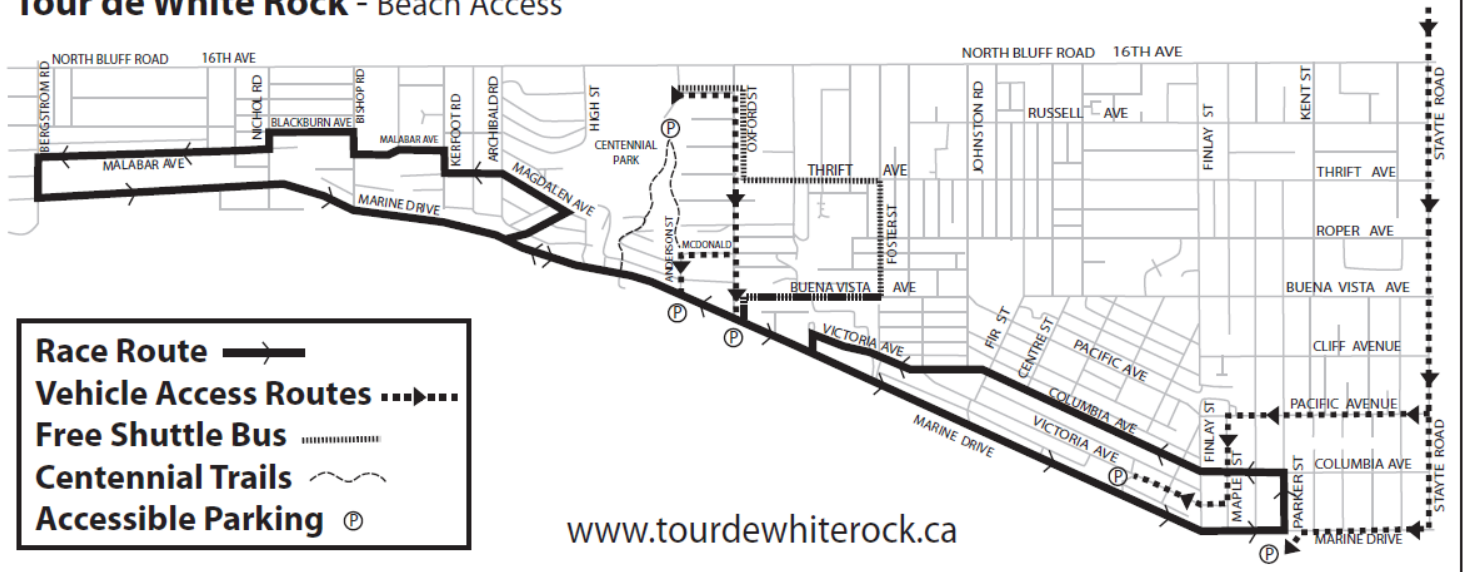 Tour de White Rock - Beach Access
NORTH BLUFF ROAD 16TH AVE
NORTH BLUFF ROAD 16TH AVE
BERGSTROM RD
NICHOL RD
BISHOP RD
BLACKBURN AVE
MALABAR AVE
MALABAR AVE
KERFOOT RD
ARCHIBALD RD
HIGH ST
CENTENNIAL
PARK
P
OXFORD ST
JOHNSTON RD
RUSSELL AVE
FINLAY ST
KENT ST
STAYTE ROAD
MAGDALEN AVE
MARINE DRIVE
THRIFT AVE
THRIFT AVE
ANDERSON ST
MCDONALD
FOSTER ST
ROPER AVE
BUENA VISTA AVE
BUENA VISTA AVE
P
P
VICTORIA AVE
FIR ST
CENTRE ST
PACIFIC AVE
CLIFF AVENUE
COLUMBIA AVE
VICTORIA AVE
MARINE DRIVE
FINLAY ST
PACIFIC AVENUE
STAYTE ROAD
P
MAPLE ST
PARKER ST
COLUMBIA AVE
MARINE DRIVE
P
Race Route
Vehicle Access Routes
Free Shuttle Bus
Centennial Trails
Accessible Parking P
www.tourdewhiterock.ca